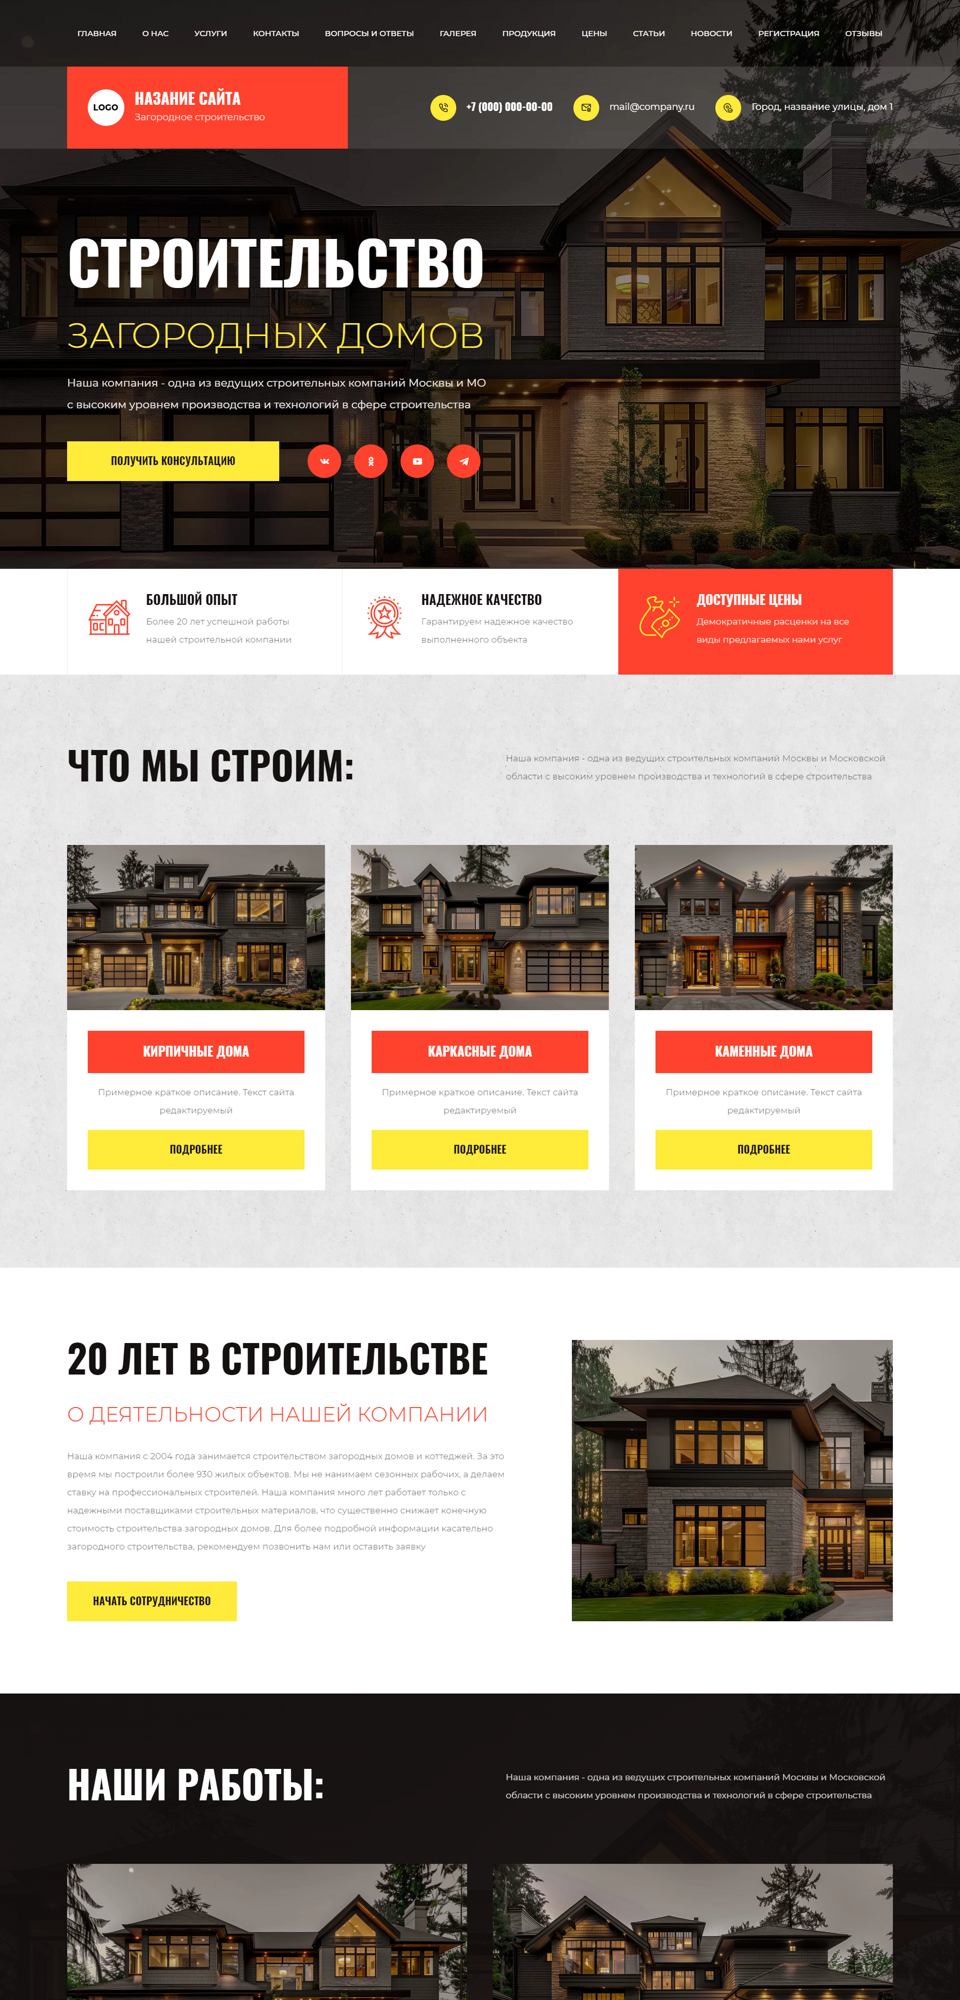 ГЛАВНАЯ О НАС УСЛУГИ КОНТАКТЫ ВОПРОСЫ И ОТВЕТЫ ГАЛЕРЕЯ ПРОДУКЦИЯ ЦЕНЫ СТАТЬИ НОВОСТИ РЕГИСТРАЦИЯ ОТЗЫВЫ
LOGO
НАЗАНИЕ САЙТА
Загородное строительство
+7 (000) 000-00-00
mail@company.ru
Город, название улицы, дом 1
СТРОИТЕЛЬСТВО
ЗАГОРОДНЫХ ДОМОВ
Наша компания - одна из ведущих строительных компаний Москвы и МО
с высоким уровнем производства и технологий в сфере строительства
ПОЛУЧИТЬ КОНСУЛЬТАЦИЮ
БОЛЬШОЙ ОПЫТ
Более 20 лет успешной работы
нашей строительной компании
НАДЕЖНОЕ КАЧЕСТВО
Гарантируем надежное качество
выполненного объекта
ДОСТУПНЫЕ ЦЕНЫ
Демократичные расценки на все
виды предлагаемых нами услуг
ЧТО МЫ СТРОИМ:
Наша компания - одна из ведущих строительных компаний Москвы и Московской
области с высоким уровнем производства и технологий в сфере строительства
КИРПИЧНЫЕ ДОМА
Примерное краткое описание. Текст сайта
редактируемый
ПОДРОБНЕЕ
КАРКАСНЫЕ ДОМА
Примерное краткое описание. Текст сайта
редактируемый
ПОДРОБНЕЕ
КАМЕННЫЕ ДОМА
Примерное краткое описание. Текст сайта
редактируемый
ПОДРОБНЕЕ
20 ЛЕТ В СТРОИТЕЛЬСТВЕ
О ДЕЯТЕЛЬНОСТИ НАШЕЙ КОМПАНИИ
Наша компания с 2004 года занимается строительством загородных домов и коттеджей. За это
время мы построили более 930 жилых объектов. Мы не нанимаем сезонных рабочих, а делаем
ставку на профессиональных строителей. Наша компания много лет работает только с
надежными поставщиками строительных материалов, что существенно снижает конечную
стоимость строительства загородных домов. Для более подробной информации касательно
загородного строительства, рекомендуем позвонить нам или оставить заявку
НАЧАТЬ СОТРУДНИЧЕСТВО
НАШИ РАБОТЫ:
Наша компания - одна из ведущих строительных компаний Москвы и Московской
области с высоким уровнем производства и технологий в сфере строительства